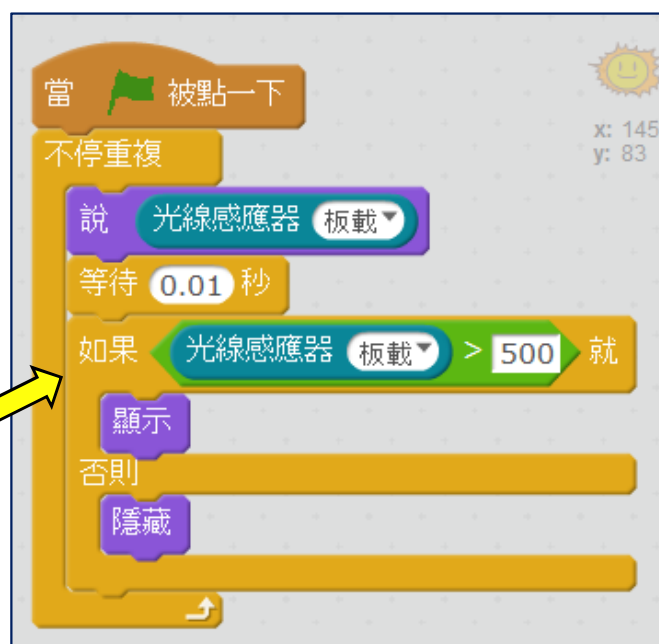 當 被點一下
x: 145
不停重複
y: 83
說 光線感應器 板載
等待 0.01 秒
如果 光線感應器 板載 > 500 就
顯示
否則
隱藏